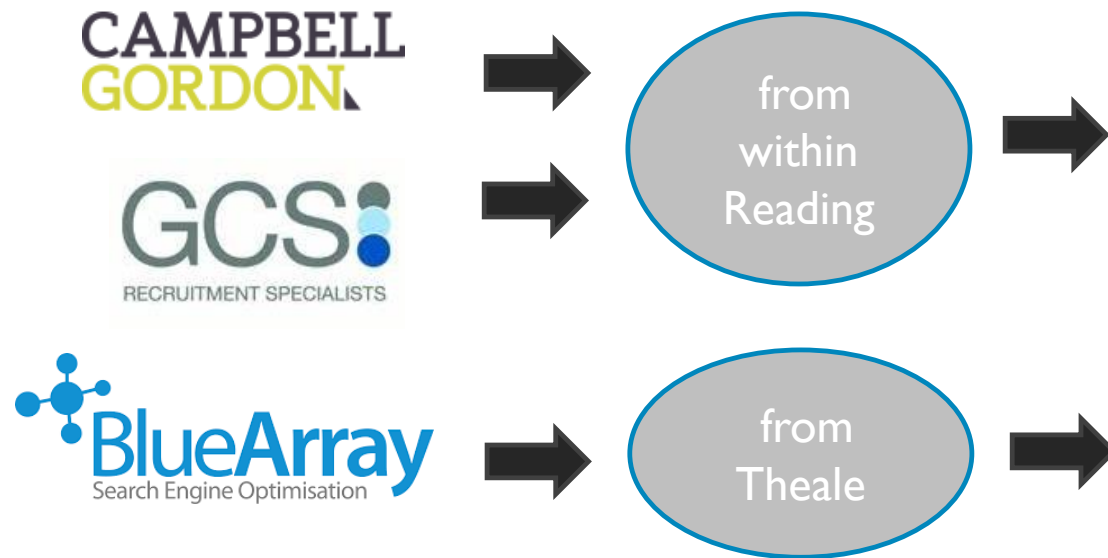 CAMPBELL
GORDON
from
within
Reading
GCS
RECRUITMENT SPECIALISTS
BlueArray
Search Engine Optimisation
from
Theale